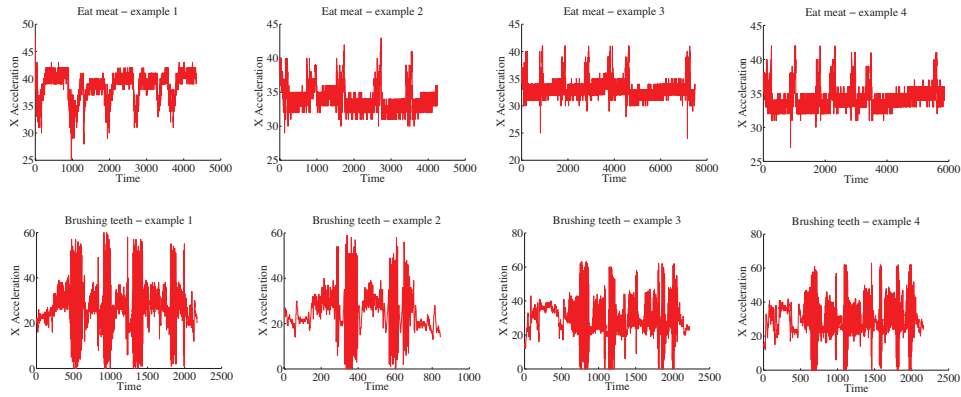 Eat meat – example 1
Eat meat – example 2
Eat meat – example 3
Eat meat – example 4
50
45
40
35
30
25
X Acceleration
0 1000 2000 3000 4000 5000
Time
45
40
35
30
25
X Acceleration
0 1000 2000 3000 4000 5000
Time
45
40
35
30
25
20
X Acceleration
0 2000 4000 6000 8000
Time
45
40
35
30
25
X Acceleration
0 2000 4000 6000
Time
Brushing teeth – example 1
Brushing teeth – example 2
Brushing teeth – example 3
Brushing teeth – example 4
60
40
20
0
X Acceleration
0 500 1000 1500 2000 2500
Time
60
40
20
0
X Acceleration
0 200 400 600 800 1000
Time
80
60
40
20
0
X Acceleration
0 500 1000 1500 2000 2500
Time
80
60
40
20
0
X Acceleration
0 500 1000 1500 2000 2500
Time